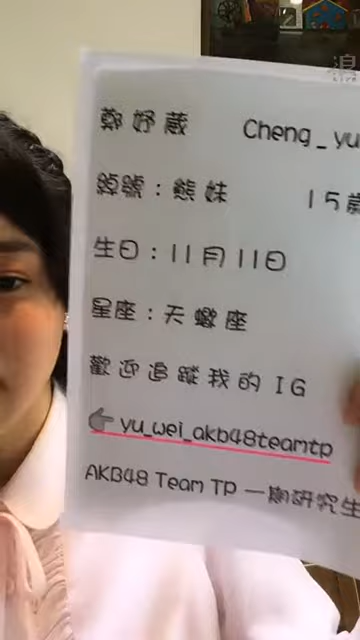 浪
鄭妤葳 Cheng_yu
綽號：熊妹 15歲
生日：11月11日
星座：天蠍座
歡迎追蹤我的 IG
👉 yu_wei_akb48teamtp
AKB48 Team TP 一期研究生